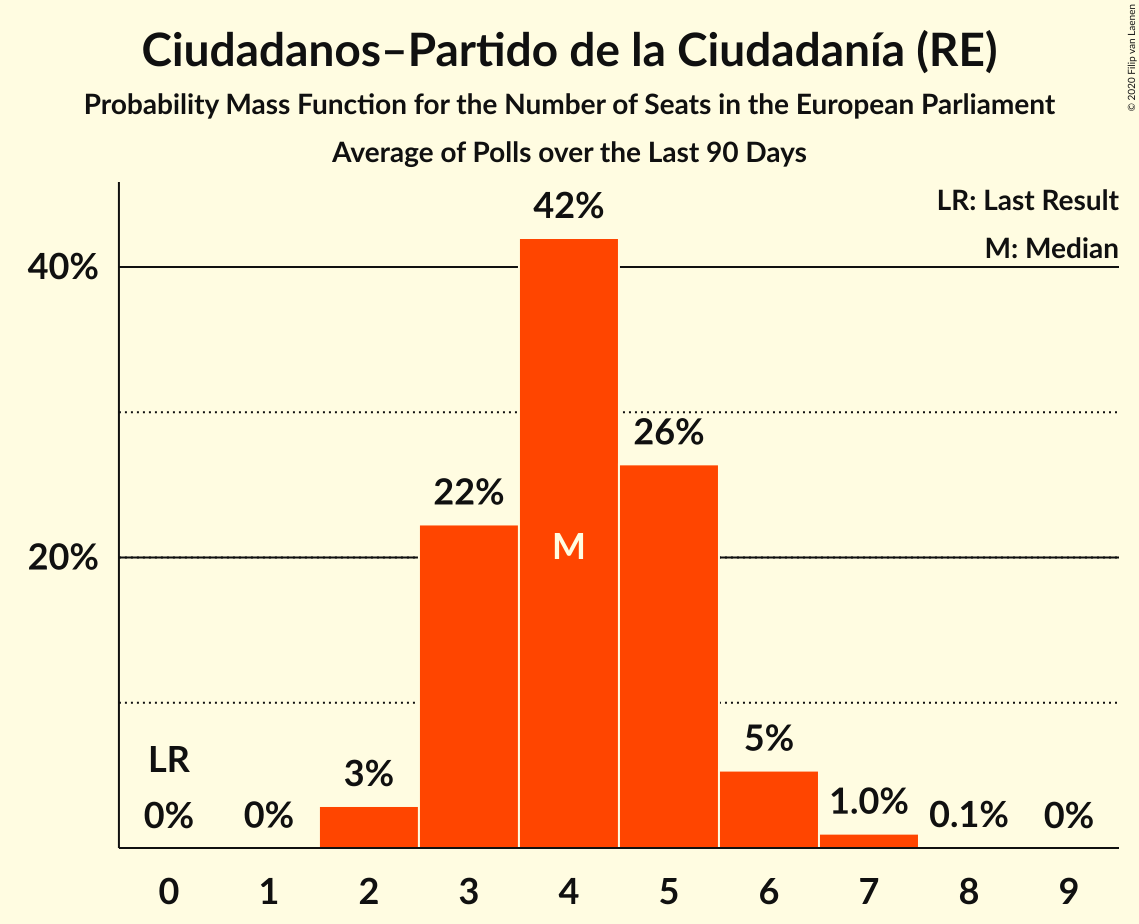 Ciudadanos–Partido de la Ciudadanía (RE)
Probability Mass Function for the Number of Seats in the European Parliament
Average of Polls over the Last 90 Days
© 2020 Filip van Laenen
LR: Last Result
M: Median
42%
40%
26%
22%
M
20%
5%
LR
3%
1.0%
0%
0%
0.1%
0%
0 1 2 3 4 5 6 7 8 9